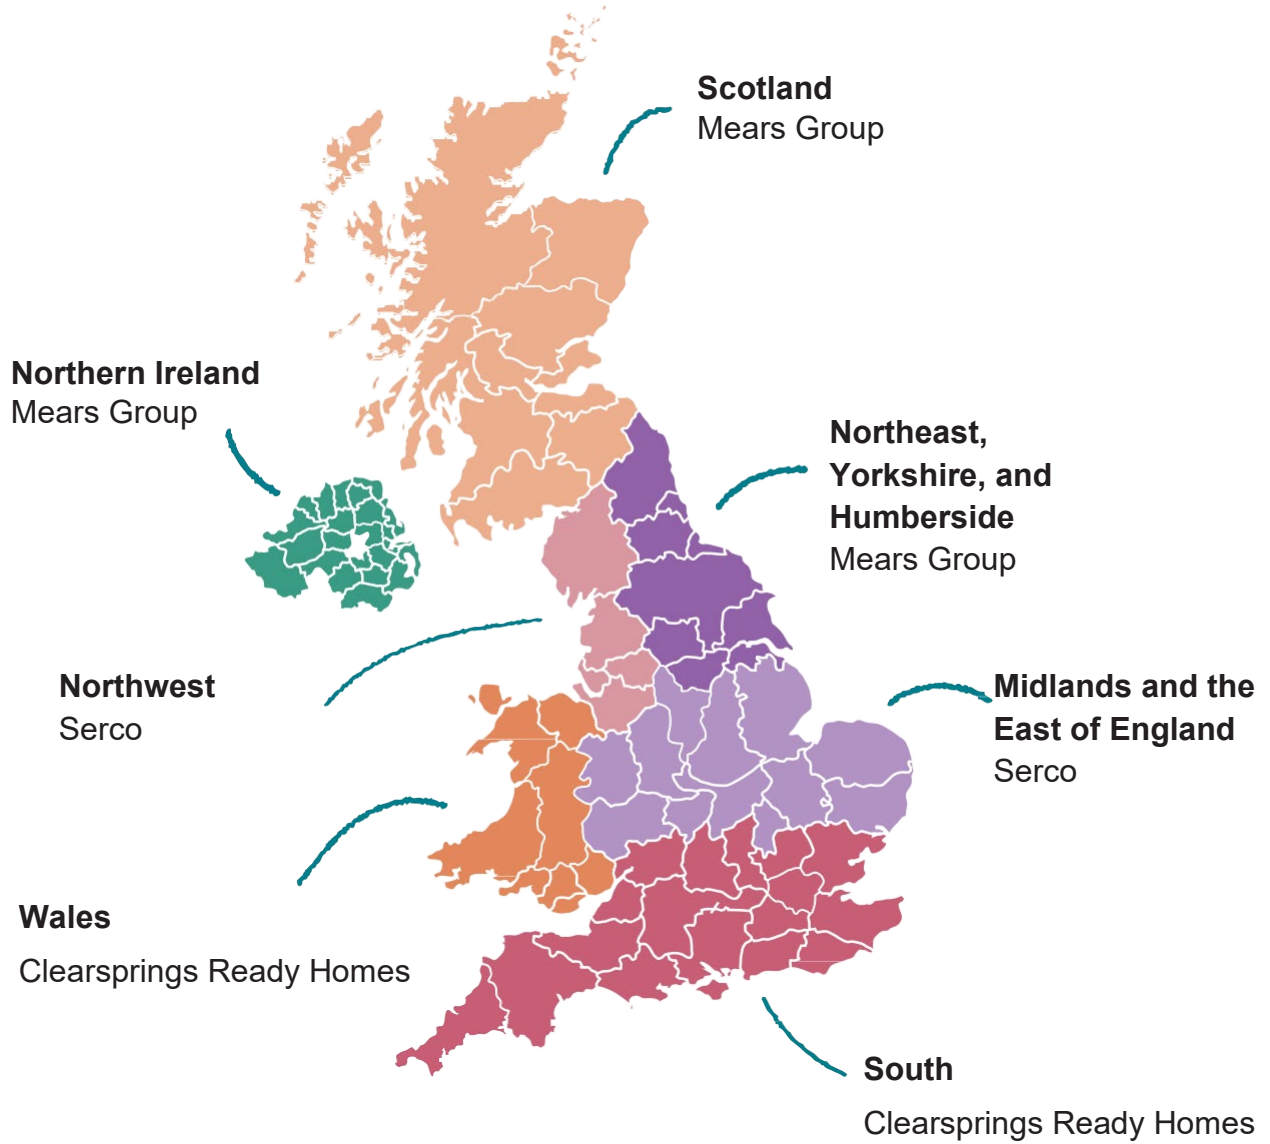 Scotland
Mears Group
Northern Ireland
Mears Group
Northeast,
Yorkshire, and
Humberside
Mears Group
Northwest
Serco
Midlands and the
East of England
Serco
Wales
Clearsprings Ready Homes
South
Clearsprings Ready Homes